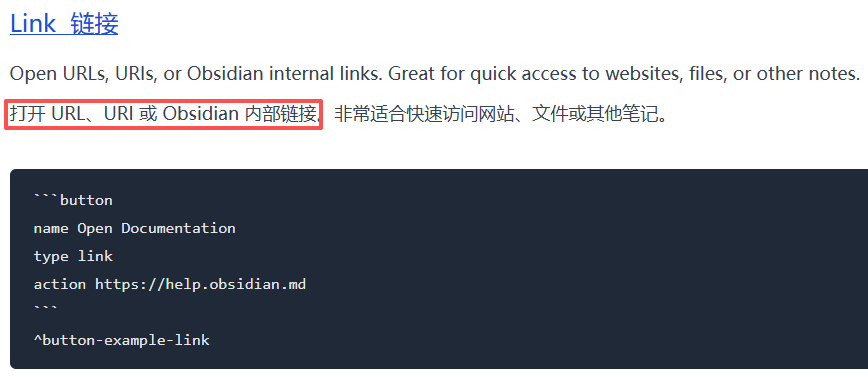 Link 链接
Open URLs, URIs, or Obsidian internal links. Great for quick access to websites, files, or other notes.
打开 URL、URI 或 Obsidian 内部链接。非常适合快速访问网站、文件或其他笔记。
```button
name Open Documentation
type link
action https://help.obsidian.md
```
^button-example-link